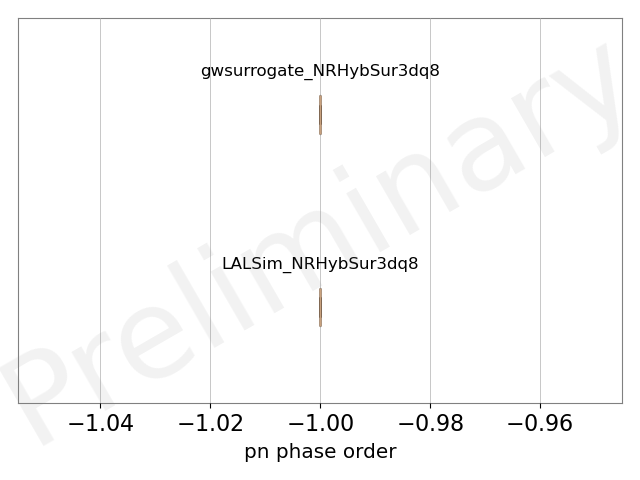 gwsurrogate_NRHybSur3dq8
Preliminary
LALSim_NRHybSur3dq8
−1.04 −1.02 −1.00 −0.98 −0.96
pn phase order